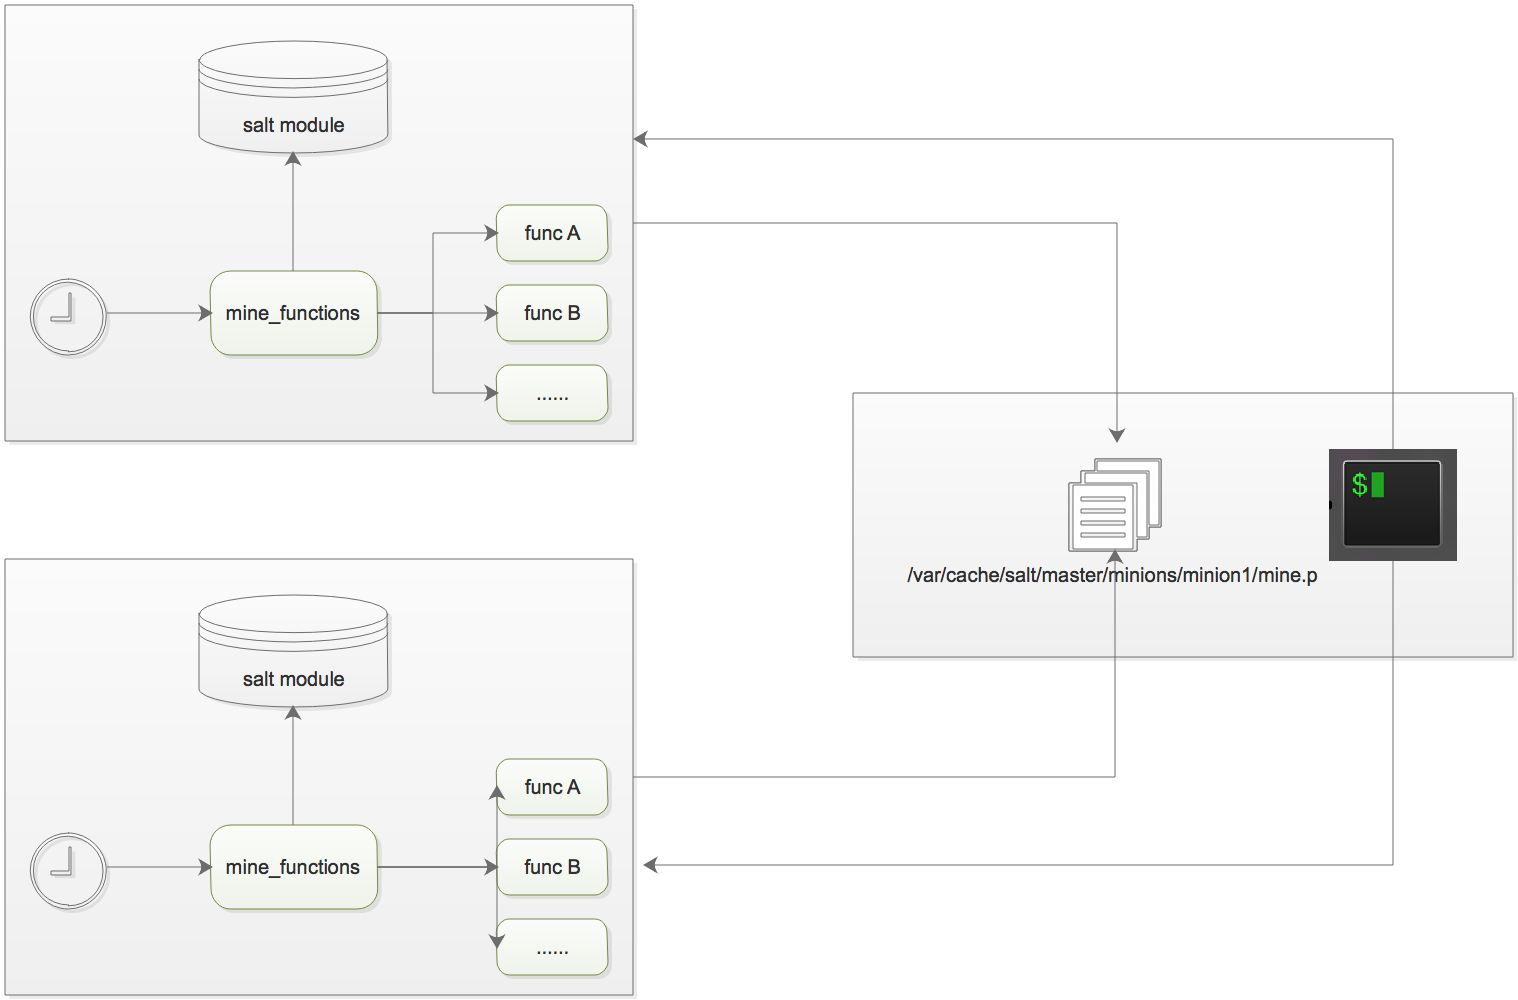 salt module
func A
mine_functions
func B
......
$
/var/cache/salt/master/minions/minion1/mine.p
salt module
func A
mine_functions
func B
......